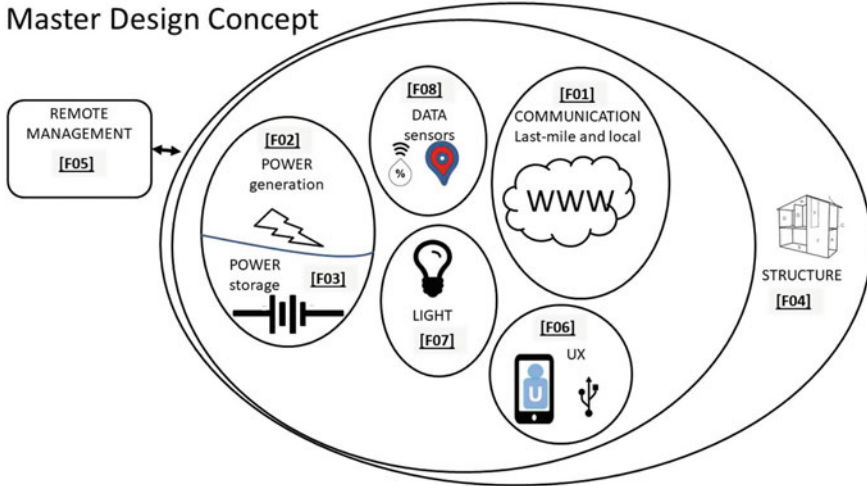 Master Design Concept
REMOTE
MANAGEMENT
[F05]
[F02]
POWER
generation
POWER
storage
[F03]
[F08]
DATA
sensors
%
LIGHT
[F07]
[F01]
COMMUNICATION
Last-mile and local
WWW
[F06]
UX
U
STRUCTURE
[F04]